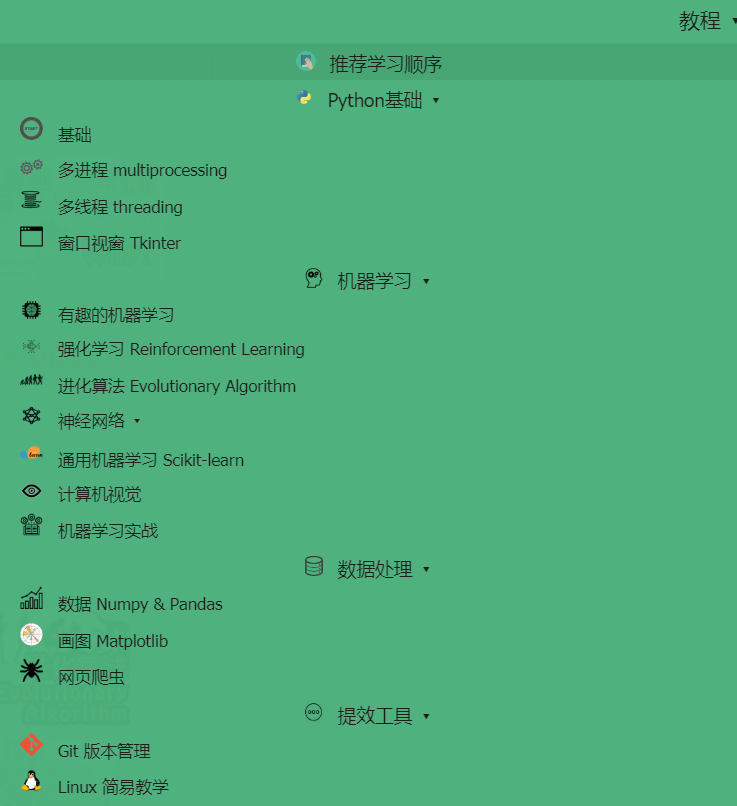 教程
推荐学习顺序
Python基础
基础
多进程 multiprocessing
多线程 threading
窗口视窗 Tkinter
机器学习
有趣的机器学习
强化学习 Reinforcement Learning
进化算法 Evolutionary Algorithm
神经网络
通用机器学习 Scikit-learn
计算机视觉
机器学习实战
数据处理
数据 Numpy & Pandas
画图 Matplotlib
网页爬虫
Evolutionary
Algorithm
提效工具
Git 版本管理
Linux 简易教学